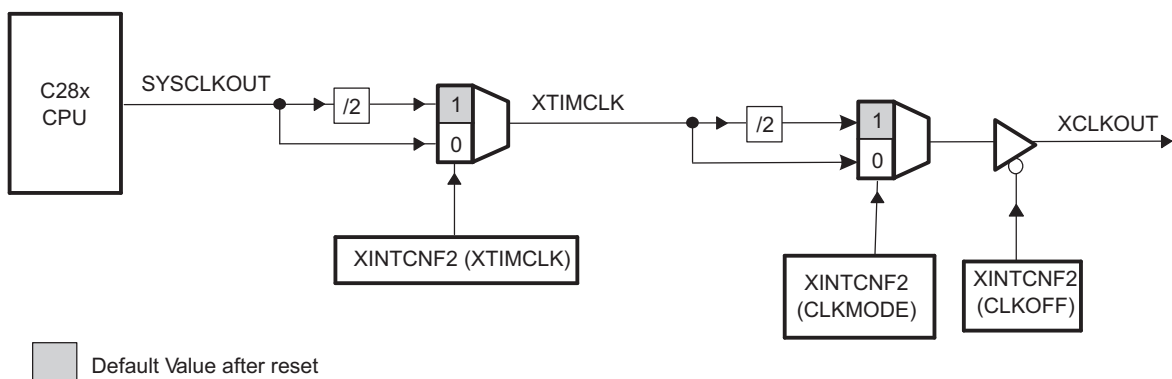 C28x
CPU
SYSCLKOUT
/2
1
0
XTIMCLK
/2
1
0
XCLKOUT
XINTCNF2 (XTIMCLK)
XINTCNF2
(CLKMODE)
XINTCNF2
(CLKOFF)
Default Value after reset